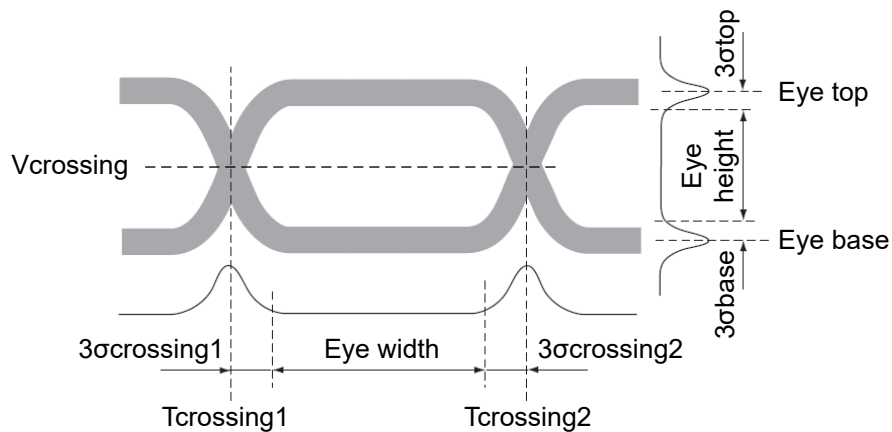 3σtop
Eye top
Vcrossing
Eye
height
Eye base
3σbase
3σcrossing1
Eye width
3σcrossing2
Tcrossing1
Tcrossing2